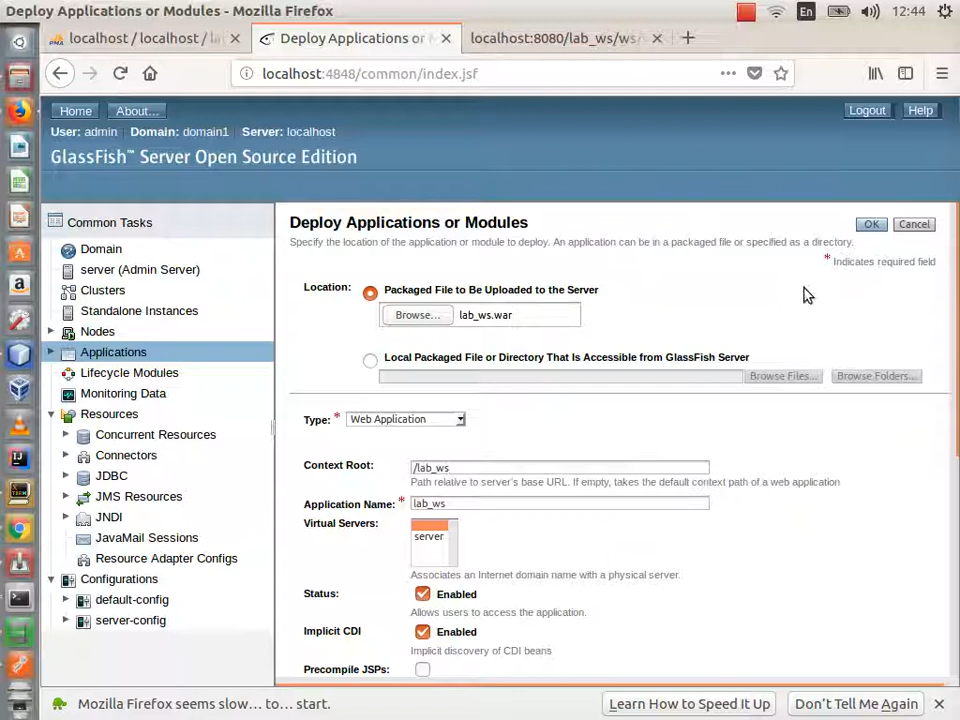 Deploy Applications or Modules - Mozilla Firefox
En
12:44
localhost / localhost / la
Deploy Applications or
localhost:8080/lab_ws/ws/
localhost:4848/common/index.jsf
Home
About...
Logout
Help
User: admin Domain: domain1 Server: localhost
GlassFish™ Server Open Source Edition
Common Tasks
Domain
server (Admin Server)
Clusters
Standalone Instances
Nodes
Applications
Lifecycle Modules
Monitoring Data
Resources
Concurrent Resources
Connectors
JDBC
JMS Resources
JNDI
JavaMail Sessions
Resource Adapter Configs
Configurations
default-config
server-config
Deploy Applications or Modules
OK
Cancel
Specify the location of the application or module to deploy. An application can be in a packaged file or specified as a directory.
* Indicates required field
Location:
Packaged File to Be Uploaded to the Server
Browse... lab_ws.war
Local Packaged File or Directory That Is Accessible from GlassFish Server
Browse Files...
Browse Folders...
Type: * Web Application
Context Root: /lab_ws
Path relative to server's base URL. If empty, takes the default context path of a web application
Application Name: * lab_ws
Virtual Servers:
server
Associates an Internet domain name with a physical server.
Status: Enabled
Allows users to access the application.
Implicit CDI Enabled
Implicit discovery of CDI beans
Precompile JSPs:
Mozilla Firefox seems slow... to... start.
Learn How to Speed It Up
Don't Tell Me Again